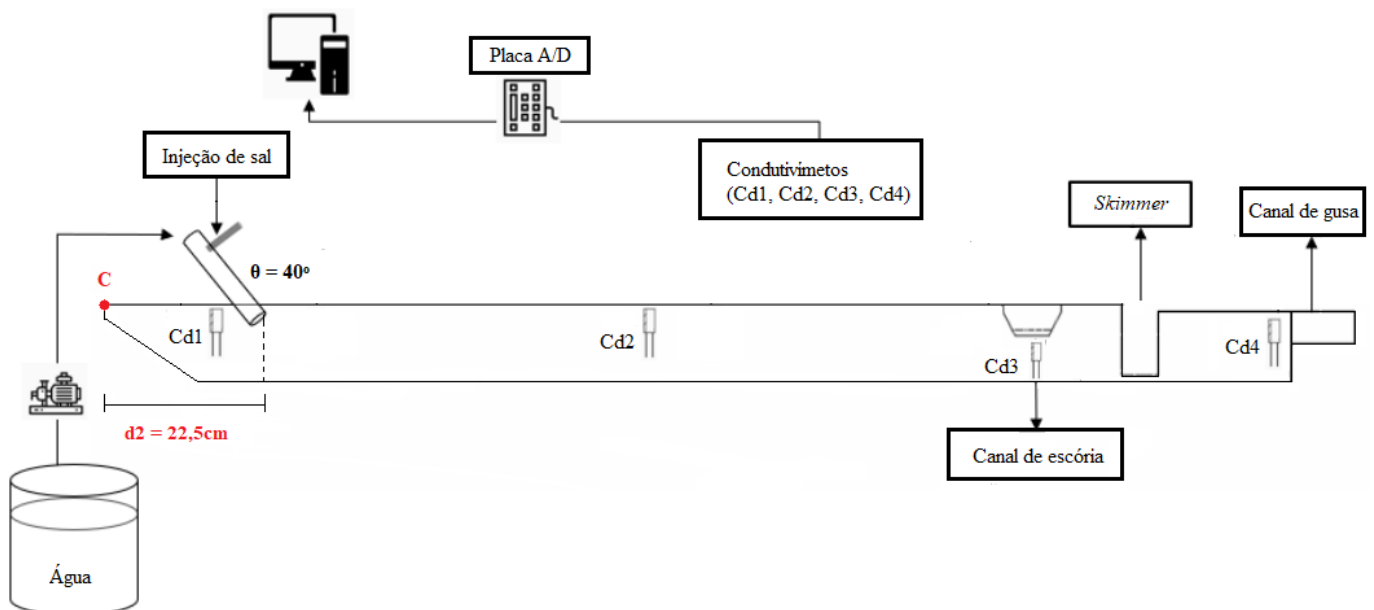 Placa A/D
Injeção de sal
Condutivímetos
(Cd1, Cd2, Cd3, Cd4)
Skimmer
Canal de gusa
θ = 40º
C
Cd1
Cd2
Cd3
Cd4
d2 = 22,5cm
Canal de escória
Água